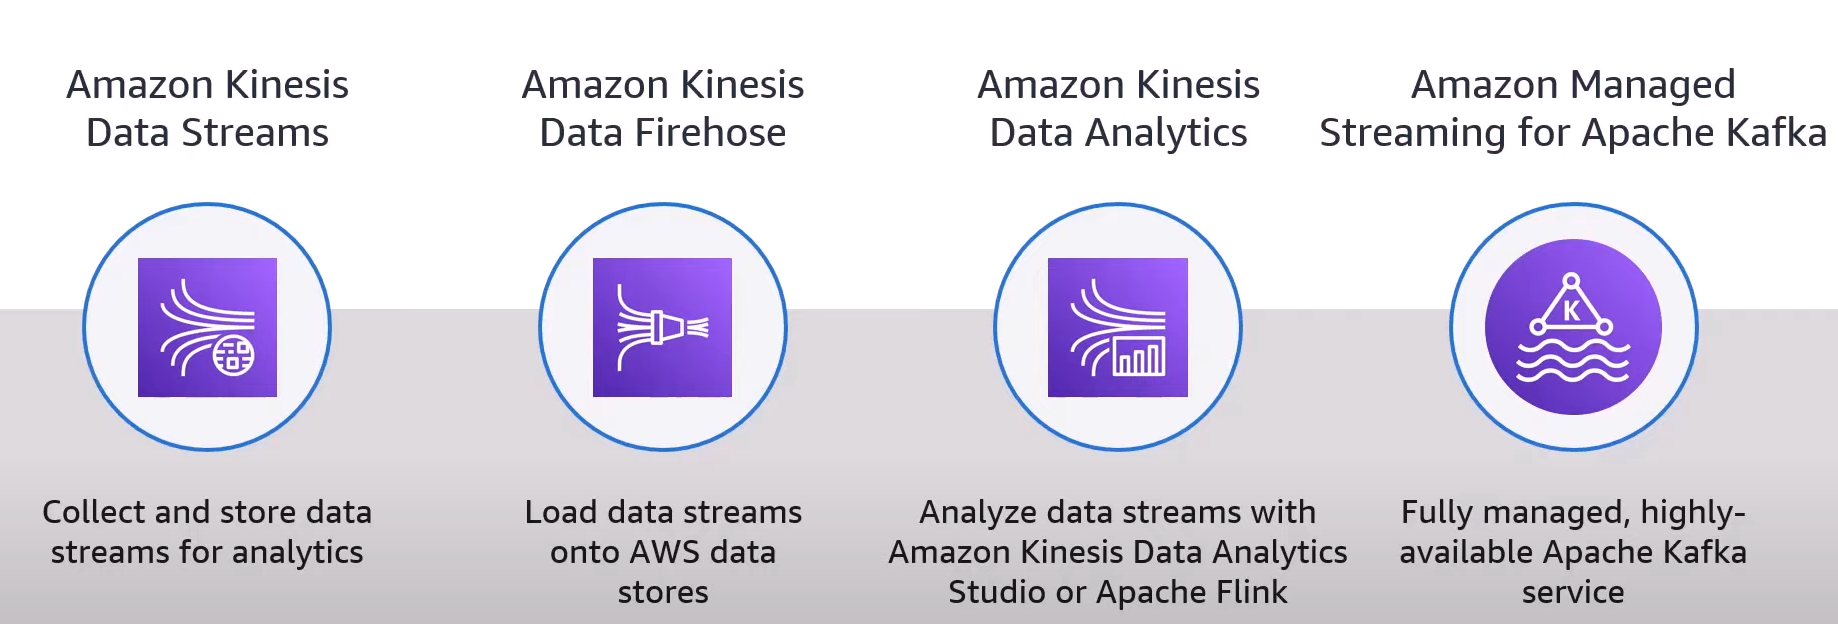 Amazon Kinesis
Data Streams
Amazon Kinesis
Data Firehose
Amazon Kinesis
Data Analytics
Amazon Managed
Streaming for Apache Kafka
K
Collect and store data
streams for analytics
Load data streams
onto AWS data
stores
Analyze data streams with
Amazon Kinesis Data Analytics
Studio or Apache Flink
Fully managed, highly-
available Apache Kafka
service